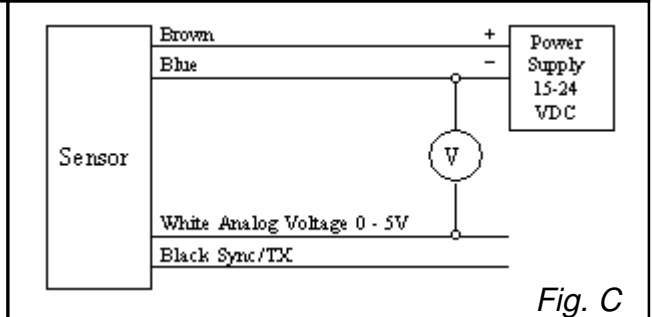 Brown
+
Blue
−
Power
Supply
15-24
VDC
V
Sensor
White Analog Voltage 0 - 5V
Black Sync/TX
Fig. C